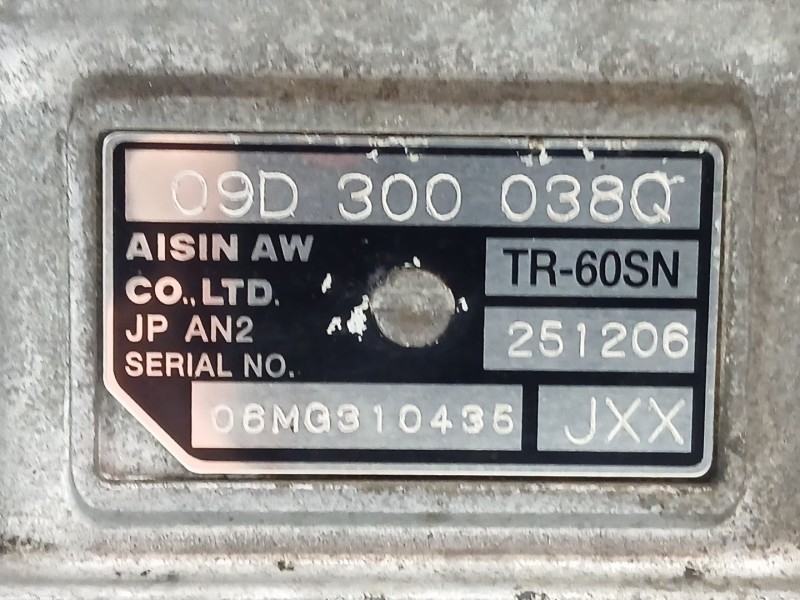 09D 300 038Q
AISIN AW
CO., LTD.
TR-60SN
JP AN2
251206
SERIAL NO.
06MG310435
JXX